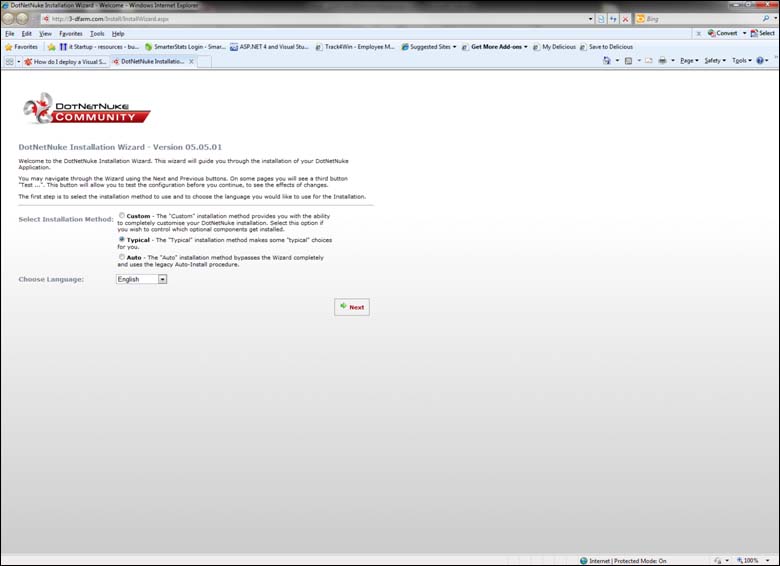 DotNetNuke Installation Wizard - Welcome - Windows Internet Explorer
http://3-dfarm.com/Install/InstallWizard.aspx
Bing
File Edit View Favorites Tools Help
Convert Select
Favorites it Startup - resources - bu... SmarterStats Login - Smar... ASP.NET 4 and Visual Stu... Track4Win - Employee M... Suggested Sites Get More Add-ons My Delicious Save to Delicious
How do I deploy a Visual S... DotNetNuke Installatio... Page Safety Tools
DOTNETNUKE
COMMUNITY
DotNetNuke Installation Wizard - Version 05.05.01
Welcome to the DotNetNuke Installation Wizard. This wizard will guide you through the installation of your DotNetNuke
Application.
You may navigate through the Wizard using the Next and Previous buttons. On some pages you will see a third button
"Test ...". This button will allow you to test the configuration before you continue, to see the effects of changes.
The first step is to select the installation method to use and to choose the language you would like to use for the Installation.
Select Installation Method:
Custom - The "Custom" installation method provides you with the ability
to completely customise your DotNetNuke installation. Select this option if
you wish to control which optional components get installed.
Typical - The "Typical" installation method makes some "typical" choices
for you.
Auto - The "Auto" installation method bypasses the Wizard completely
and uses the legacy Auto-Install procedure.
Choose Language: English
Next
Internet | Protected Mode: On 100%